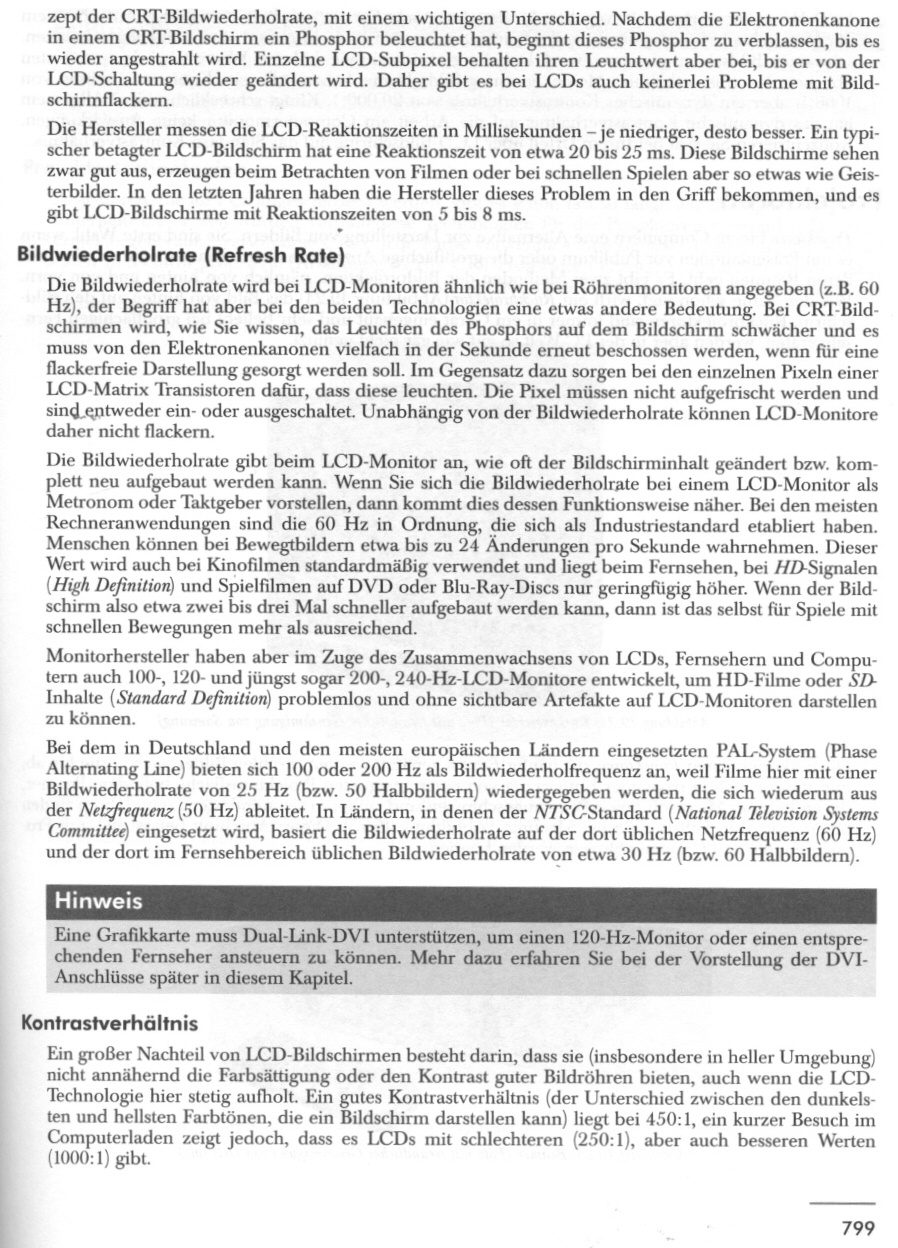 zept der CRT-Bildwiederholrate, mit einem wichtigen Unterschied. Nachdem die Elektronenkanone
in einem CRT-Bildschirm ein Phosphor beleuchtet hat, beginnt dieses Phosphor zu verblassen, bis es
wieder angestrahlt wird. Einzelne LCD-Subpixel behalten ihren Leuchtwert aber bei, bis er von der
LCD-Schaltung wieder geändert wird. Daher gibt es bei LCDs auch keinerlei Probleme mit Bild-
schirmflackern.
Die Hersteller messen die LCD-Reaktionszeiten in Millisekunden – je niedriger, desto besser. Ein typi-
scher betagter LCD-Bildschirm hat eine Reaktionszeit von etwa 20 bis 25 ms. Diese Bildschirme sehen
zwar gut aus, erzeugen beim Betrachten von Filmen oder bei schnellen Spielen aber so etwas wie Geis-
terbilder. In den letzten Jahren haben die Hersteller dieses Problem in den Griff bekommen, und es
gibt LCD-Bildschirme mit Reaktionszeiten von 5 bis 8 ms.
Bildwiederholrate (Refresh Rate)
Die Bildwiederholrate wird bei LCD-Monitoren ähnlich wie bei Röhrenmonitoren angegeben (z.B. 60
Hz), der Begriff hat aber bei den beiden Technologien eine etwas andere Bedeutung. Bei CRT-Bild-
schirmen wird, wie Sie wissen, das Leuchten des Phosphors auf dem Bildschirm schwächer und es
muss von den Elektronenkanonen vielfach in der Sekunde erneut beschossen werden, wenn für eine
flackerfreie Darstellung gesorgt werden soll. Im Gegensatz dazu sorgen bei den einzelnen Pixeln einer
LCD-Matrix Transistoren dafür, dass diese leuchten. Die Pixel müssen nicht aufgefrischt werden und
sind entweder ein- oder ausgeschaltet. Unabhängig von der Bildwiederholrate können LCD-Monitore
daher nicht flackern.
Die Bildwiederholrate gibt beim LCD-Monitor an, wie oft der Bildschirminhalt geändert bzw. kom-
plett neu aufgebaut werden kann. Wenn Sie sich die Bildwiederholrate bei einem LCD-Monitor als
Metronom oder Taktgeber vorstellen, dann kommt dies dessen Funktionsweise näher. Bei den meisten
Rechneranwendungen sind die 60 Hz in Ordnung, die sich als Industriestandard etabliert haben.
Menschen können bei Bewegtbildern etwa bis zu 24 Änderungen pro Sekunde wahrnehmen. Dieser
Wert wird auch bei Kinofilmen standardmäßig verwendet und liegt beim Fernsehen, bei HD-Signalen
(High Definition) und Spielfilmen auf DVD oder Blu-Ray-Discs nur geringfügig höher. Wenn der Bild-
schirm also etwa zwei bis drei Mal schneller aufgebaut werden kann, dann ist das selbst für Spiele mit
schnellen Bewegungen mehr als ausreichend.
Monitorhersteller haben aber im Zuge des Zusammenwachsens von LCDs, Fernsehern und Compu-
tern auch 100-, 120- und jüngst sogar 200-, 240-Hz-LCD-Monitore entwickelt, um HD-Filme oder SD-
Inhalte (Standard Definition) problemlos und ohne sichtbare Artefakte auf LCD-Monitoren darstellen
zu können.
Bei dem in Deutschland und den meisten europäischen Ländern eingesetzten PAL-System (Phase
Alternating Line) bieten sich 100 oder 200 Hz als Bildwiederholfrequenz an, weil Filme hier mit einer
Bildwiederholrate von 25 Hz (bzw. 50 Halbbildern) wiedergegeben werden, die sich wiederum aus
der Netzfrequenz (50 Hz) ableitet. In Ländern, in denen der NTSC-Standard (National Television Systems
Committee) eingesetzt wird, basiert die Bildwiederholrate auf der dort üblichen Netzfrequenz (60 Hz)
und der dort im Fernsehbereich üblichen Bildwiederholrate von etwa 30 Hz (bzw. 60 Halbbildern).
Hinweis
Eine Grafikkarte muss Dual-Link-DVI unterstützen, um einen 120-Hz-Monitor oder einen entspre-
chenden Fernseher ansteuern zu können. Mehr dazu erfahren Sie bei der Vorstellung der DVI-
Anschlüsse später in diesem Kapitel.
Kontrastverhältnis
Ein großer Nachteil von LCD-Bildschirmen besteht darin, dass sie (insbesondere in heller Umgebung)
nicht annähernd die Farbsättigung oder den Kontrast guter Bildröhren bieten, auch wenn die LCD-
Technologie hier stetig aufholt. Ein gutes Kontrastverhältnis (der Unterschied zwischen den dunkels-
ten und hellsten Farbtönen, die ein Bildschirm darstellen kann) liegt bei 450:1, ein kurzer Besuch im
Computerladen zeigt jedoch, dass es LCDs mit schlechteren (250:1), aber auch besseren Werten
(1000:1) gibt.
799